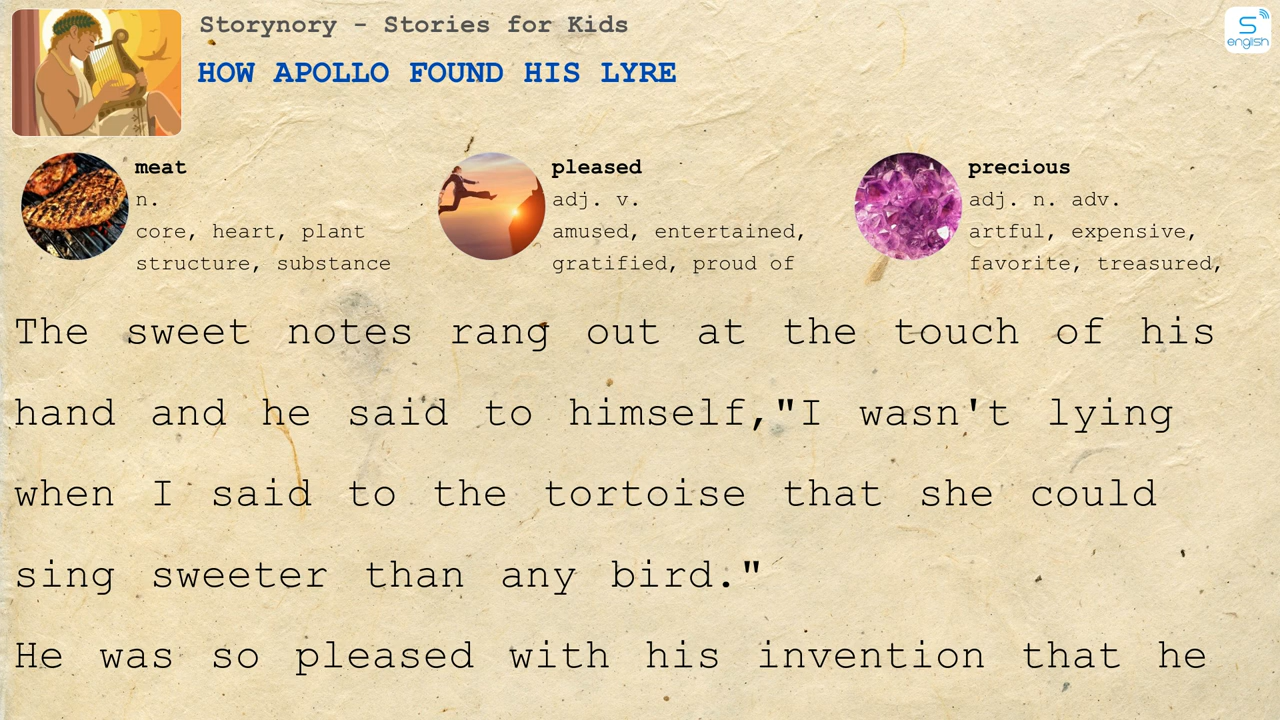 Storynory - Stories for Kids
HOW APOLLO FOUND HIS LYRE
S
english
meat
n.
core, heart, plant
structure, substance
pleased
adj. v.
amused, entertained,
gratified, proud of
precious
adj. n. adv.
artful, expensive,
favorite, treasured,
The sweet notes rang out at the touch of his
hand and he said to himself,"I wasn't lying
when I said to the tortoise that she could
sing sweeter than any bird."
He was so pleased with his invention that he